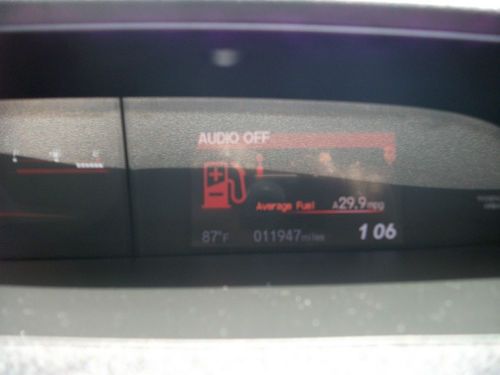 AUDIO OFF
Average Fuel A29.9mpg
87°F 011947miles 1 06